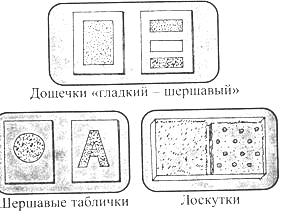 Дощечки «гладкий – шершавый»
А
Шершавые таблички
Лоскутки